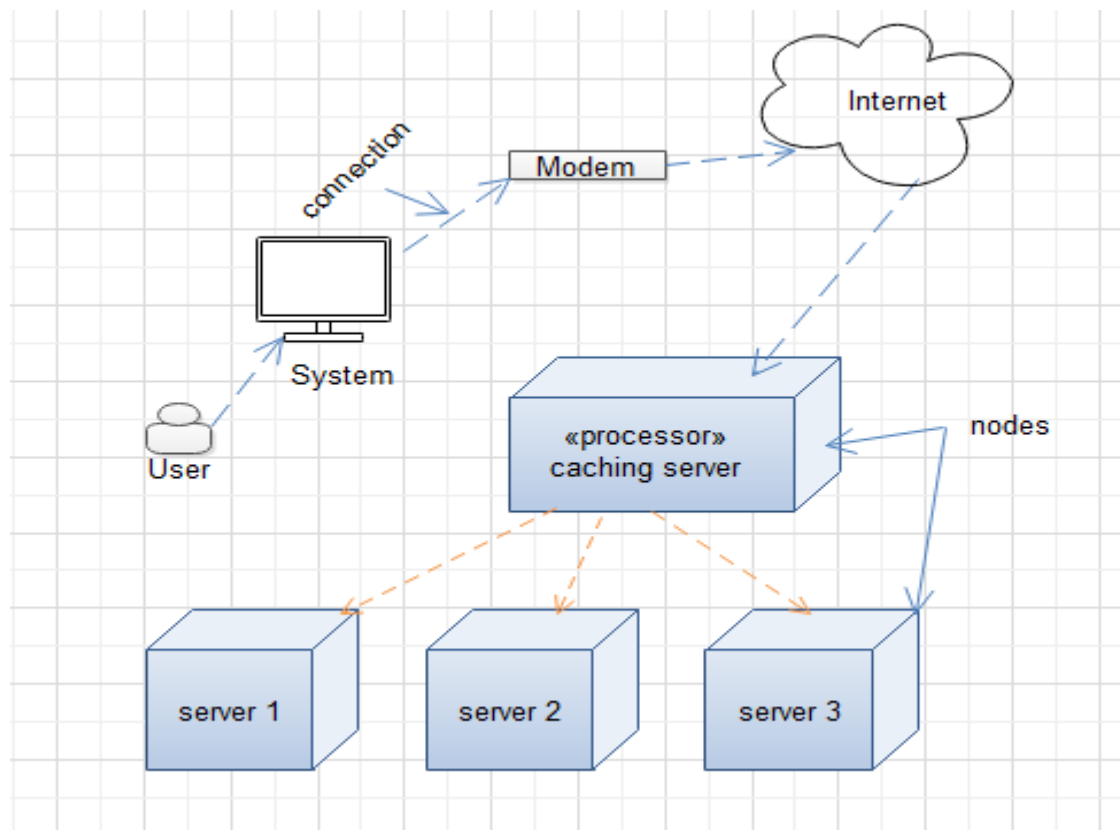 Internet
connection
Modem
System
User
«processor»
caching server
nodes
server 1
server 2
server 3